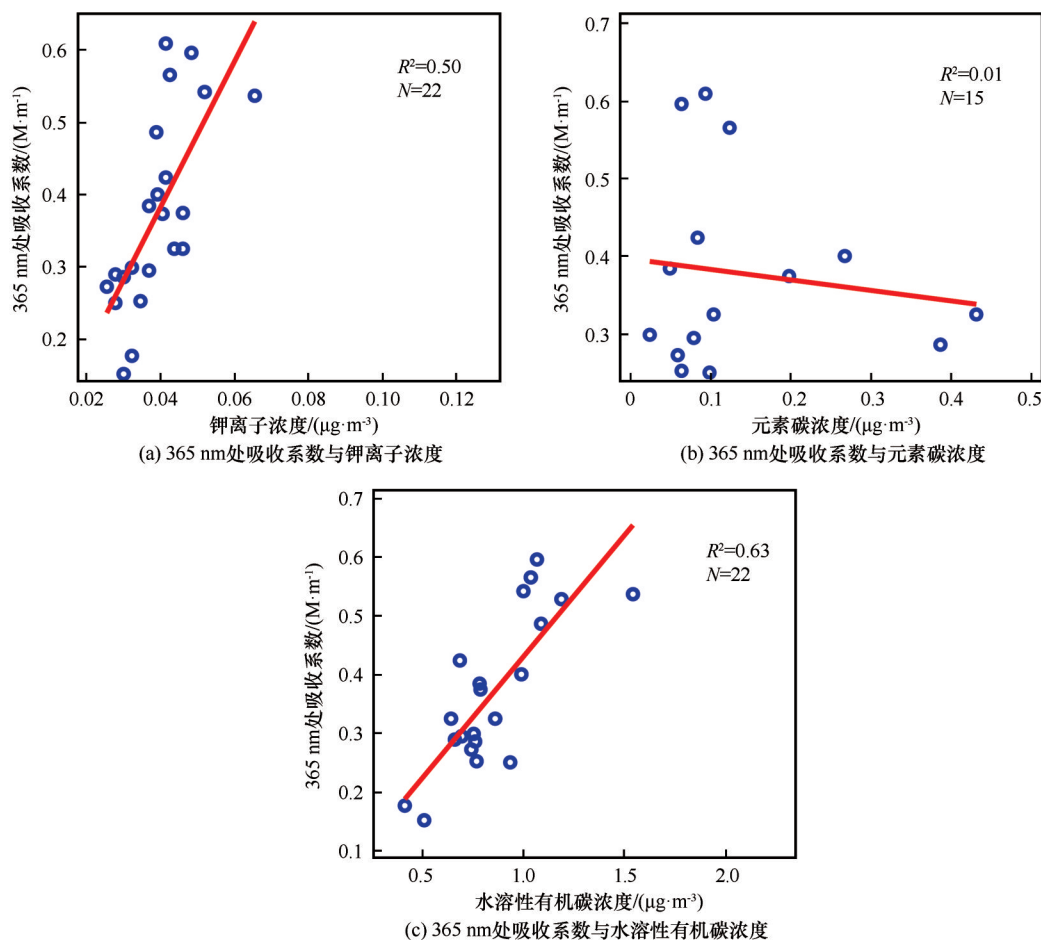 365 nm处吸收系数/(M·m⁻¹)
0.6
0.5
0.4
0.3
0.2
R²=0.50
N=22
0.02
0.04
0.06
0.08
0.10
0.12
钾离子浓度/(μg·m⁻³)
(a) 365 nm处吸收系数与钾离子浓度
365 nm处吸收系数/(M·m⁻¹)
0.7
0.6
0.5
0.4
0.3
R²=0.01
N=15
0
0.1
0.2
0.3
0.4
0.5
元素碳浓度/(μg·m⁻³)
(b) 365 nm处吸收系数与元素碳浓度
365 nm处吸收系数/(M·m⁻¹)
0.7
0.6
0.5
0.4
0.3
0.2
0.1
R²=0.63
N=22
0.5
1.0
1.5
2.0
水溶性有机碳浓度/(μg·m⁻³)
(c) 365 nm处吸收系数与水溶性有机碳浓度